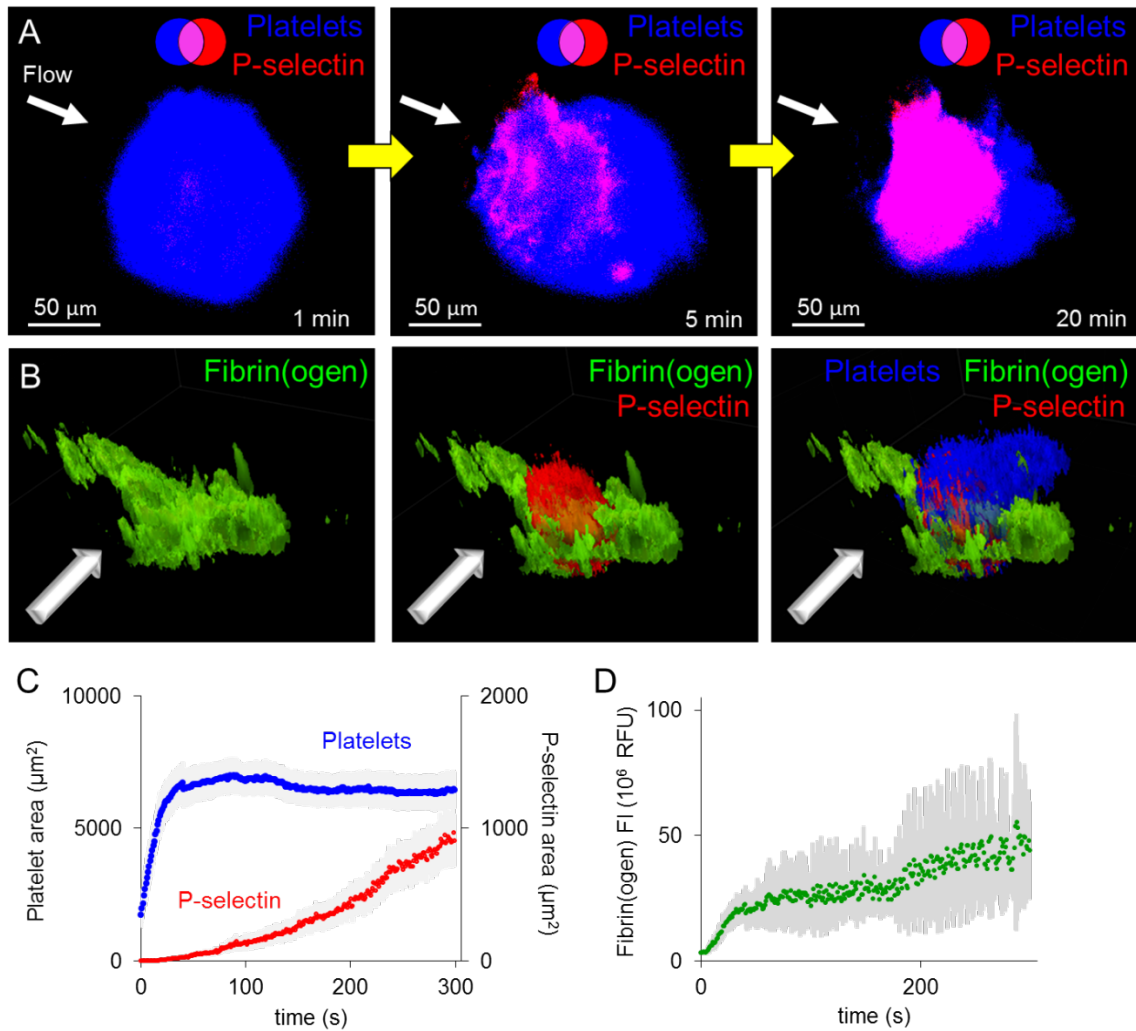 A
Platelets
P-selectin
Flow
50 µm
1 min
Platelets
P-selectin
50 µm
5 min
Platelets
P-selectin
50 µm
20 min
B
Fibrin(ogen)
Fibrin(ogen)
P-selectin
Platelets Fibrin(ogen)
P-selectin
C
Platelet area (µm²)
10000
5000
0
Platelets
P-selectin
2000
1000
0
P-selectin area (µm²)
0 100 200 300
time (s)
D
Fibrin(ogen) FI (10⁶ RFU)
100
50
0
0 200
time (s)